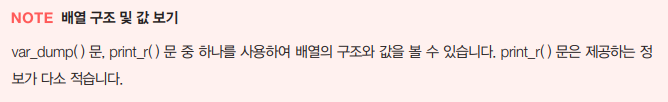 NOTE 배열 구조 및 값 보기
var_dump( ) 문, print_r( ) 문 중 하나를 사용하여 배열의 구조와 값을 볼 수 있습니다. print_r( ) 문은 제공하는 정
보가 다소 적습니다.